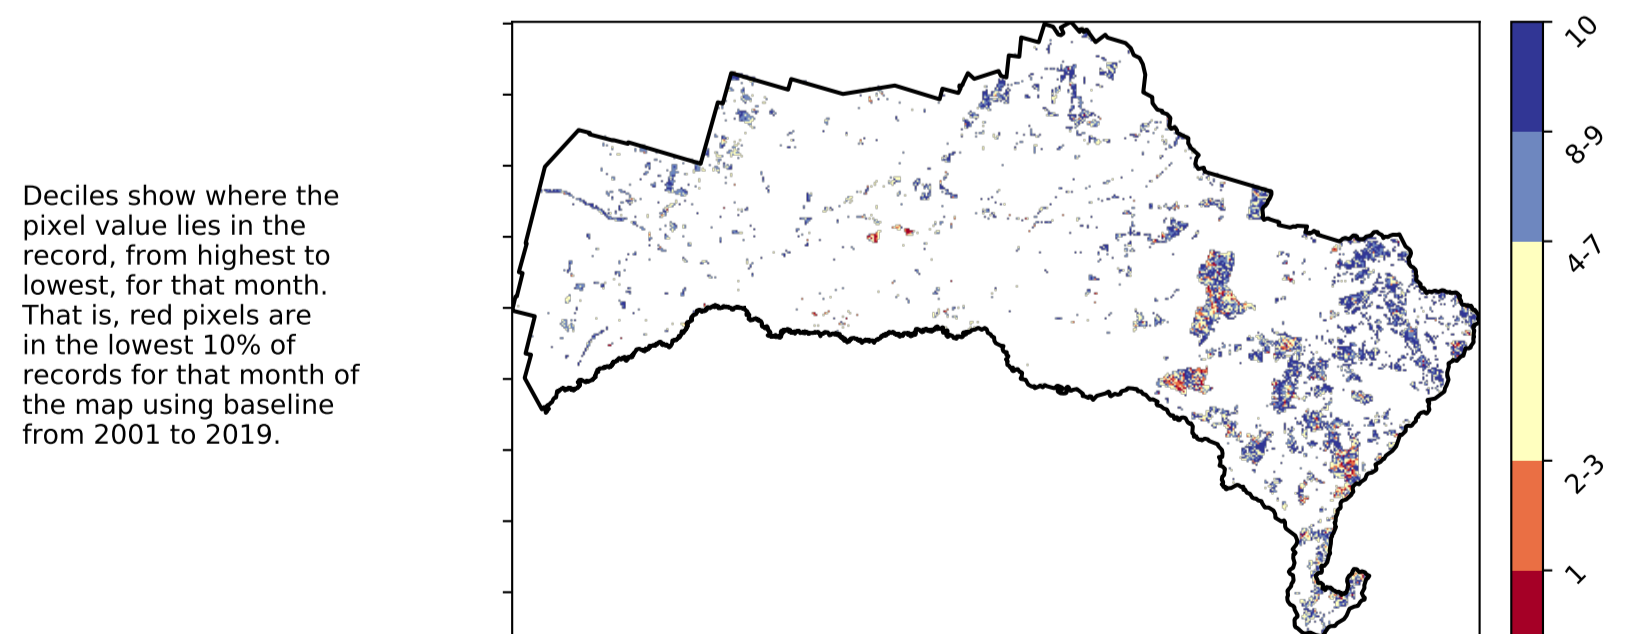 Deciles show where the
pixel value lies in the
record, from highest to
lowest, for that month.
That is, red pixels are
in the lowest 10% of
records for that month of
the map using baseline
from 2001 to 2019.
10
8-9
4-7
2-3
1